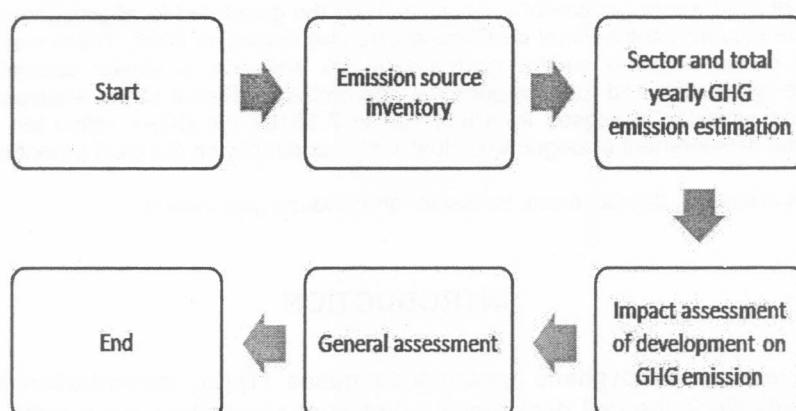 Start
Emission source
inventory
Sector and total
yearly GHG
emission estimation
Impact assessment
of development on
GHG emission
General assessment
End